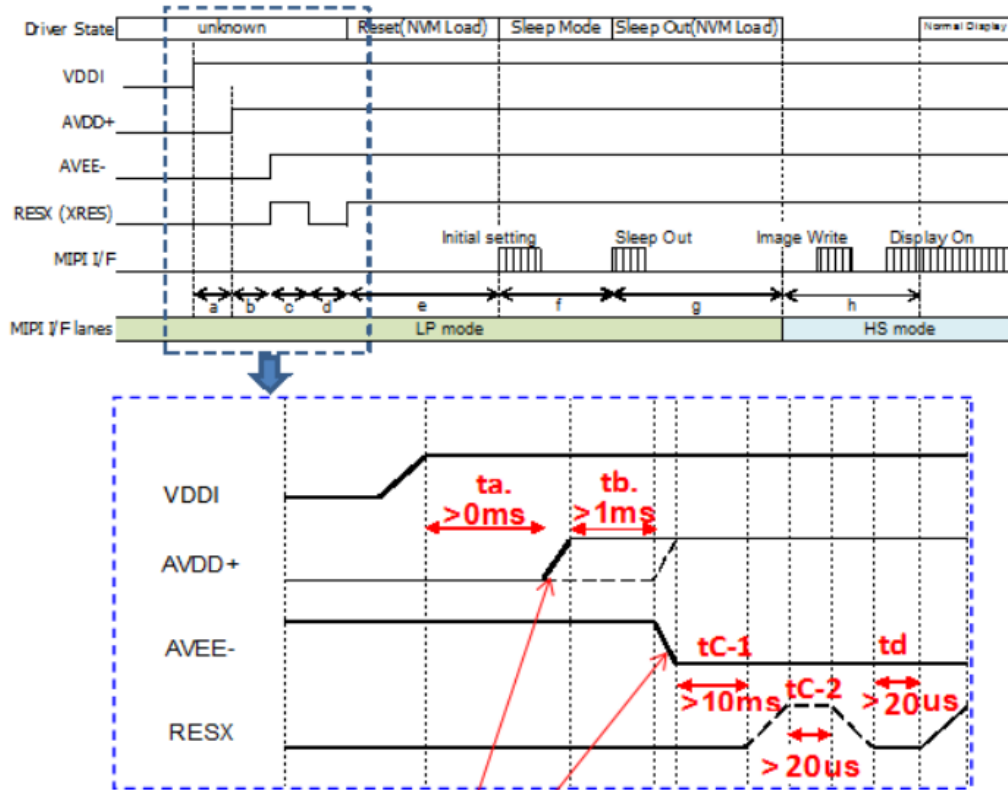 Driver State unknown Reset(NVM Load) Sleep Mode Sleep Out(NVM Load) Normal Display
VDDI
AVDD+
AVEE-
RESX (XRES)
Initial setting Sleep Out Image Write Display On
MIPI I/F
a b c d e f g h
MIPI I/F lanes LP mode HS mode
VDDI
ta. tb.
>0ms >1ms
AVDD+
AVEE-
tC-1 td
>10ms tC-2 >20us
RESX
>20us